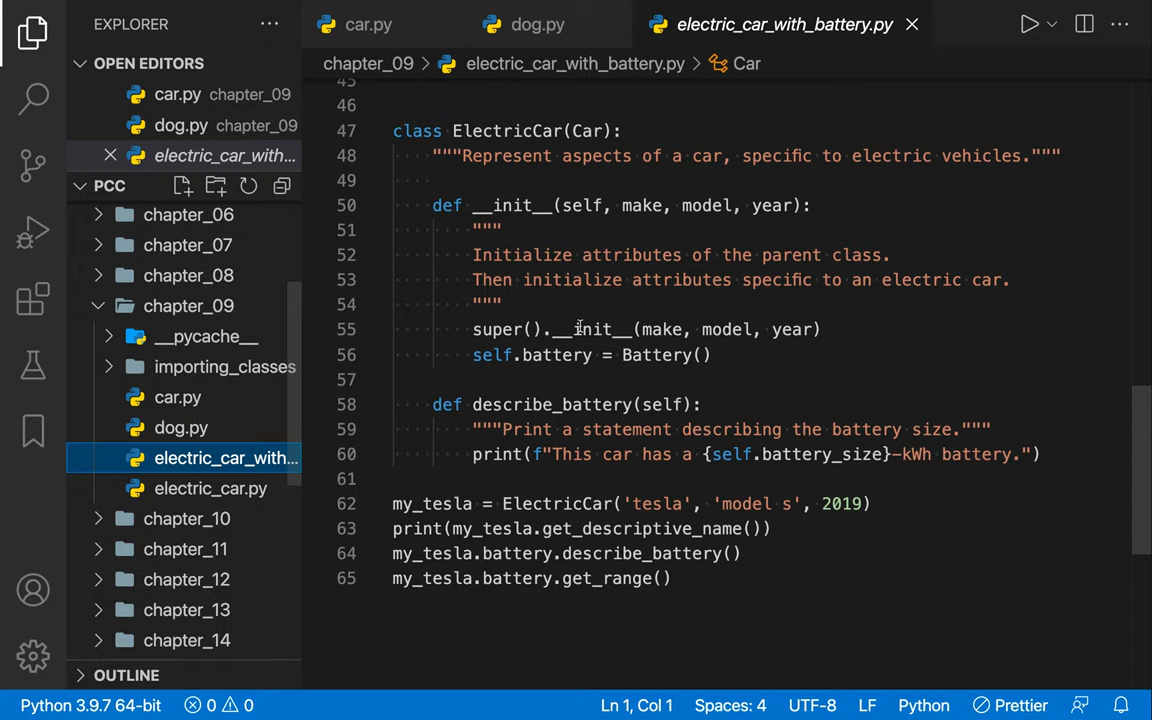 EXPLORER ...
OPEN EDITORS
car.py chapter_09
dog.py chapter_09
electric_car_with...
PCC
chapter_06
chapter_07
chapter_08
chapter_09
__pycache__
importing_classes
car.py
dog.py
electric_car_with...
electric_car.py
chapter_10
chapter_11
chapter_12
chapter_13
chapter_14
OUTLINE
car.py dog.py electric_car_with_battery.py
chapter_09 > electric_car_with_battery.py > Car
45
46
47 class ElectricCar(Car):
48 """Represent aspects of a car, specific to electric vehicles."""
49
50 def __init__(self, make, model, year):
51 """
52 Initialize attributes of the parent class.
53 Then initialize attributes specific to an electric car.
54 """
55 super().__init__(make, model, year)
56 self.battery = Battery()
57
58 def describe_battery(self):
59 """Print a statement describing the battery size."""
60 print(f"This car has a {self.battery_size}-kWh battery.")
61
62 my_tesla = ElectricCar('tesla', 'model s', 2019)
63 print(my_tesla.get_descriptive_name())
64 my_tesla.battery.describe_battery()
65 my_tesla.battery.get_range()
Python 3.9.7 64-bit 0 0 Ln 1, Col 1 Spaces: 4 UTF-8 LF Python Prettier